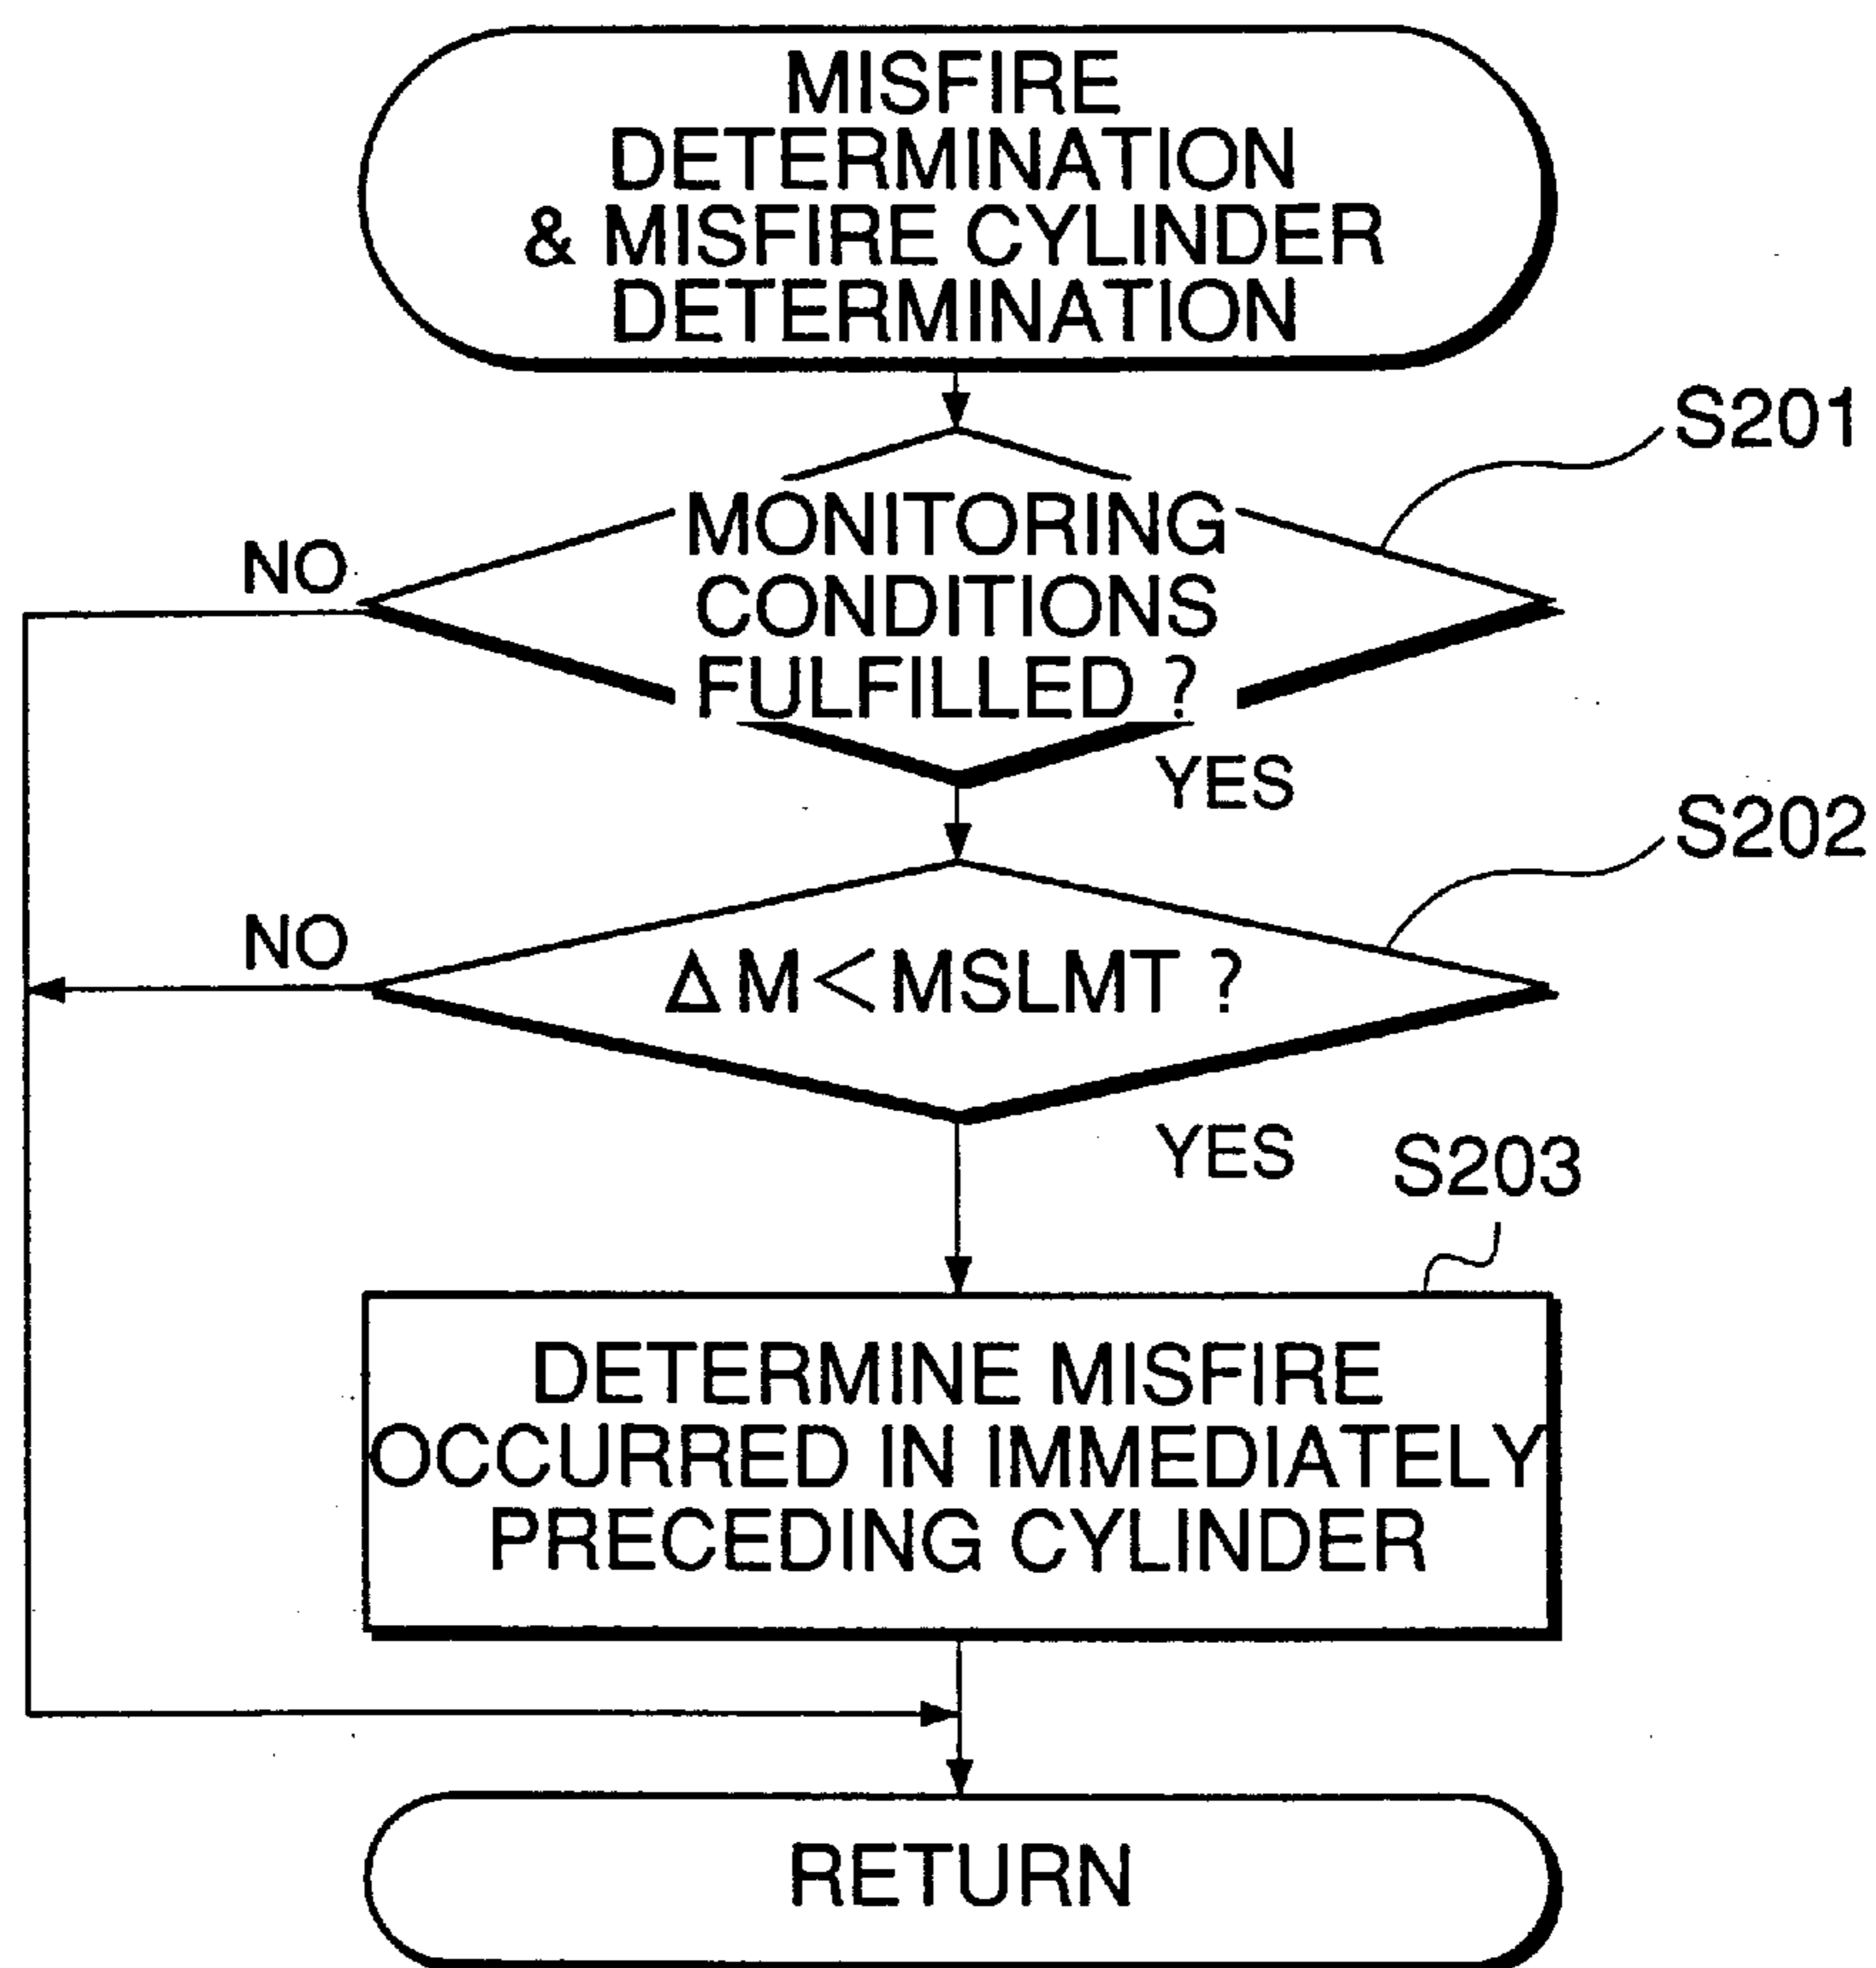 MISFIRE
DETERMINATION
& MISFIRE CYLINDER
DETERMINATION
S201
MONITORING
CONDITIONS
FULFILLED ?
NO
YES
S202
ΔM<MSLMT ?
NO
YES
S203
DETERMINE MISFIRE
OCCURRED IN IMMEDIATELY
PRECEDING CYLINDER
RETURN